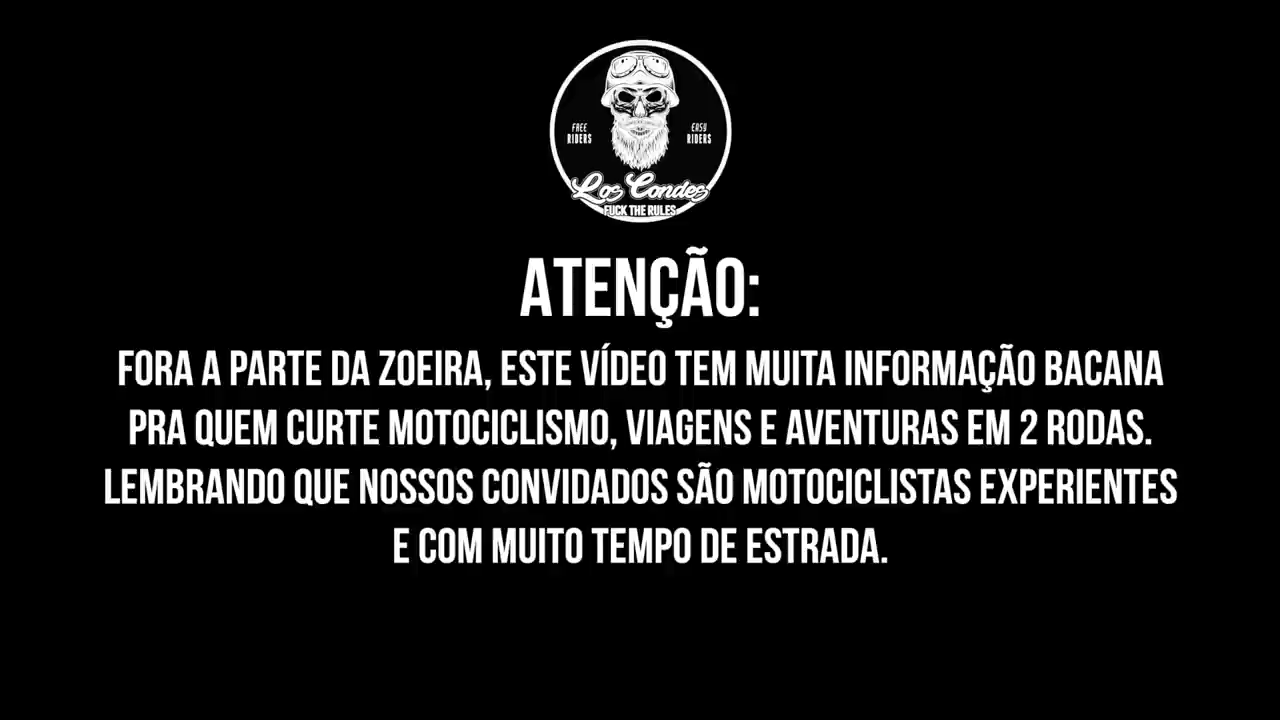 FREE
RIDERS
EASY
RIDERS
Los Condes
FUCK THE RULES
ATENÇÃO:
FORA A PARTE DA ZOEIRA, ESTE VÍDEO TEM MUITA INFORMAÇÃO BACANA
PRA QUEM CURTE MOTOCICLISMO, VIAGENS E AVENTURAS EM 2 RODAS.
LEMBRANDO QUE NOSSOS CONVIDADOS SÃO MOTOCICLISTAS EXPERIENTES
E COM MUITO TEMPO DE ESTRADA.